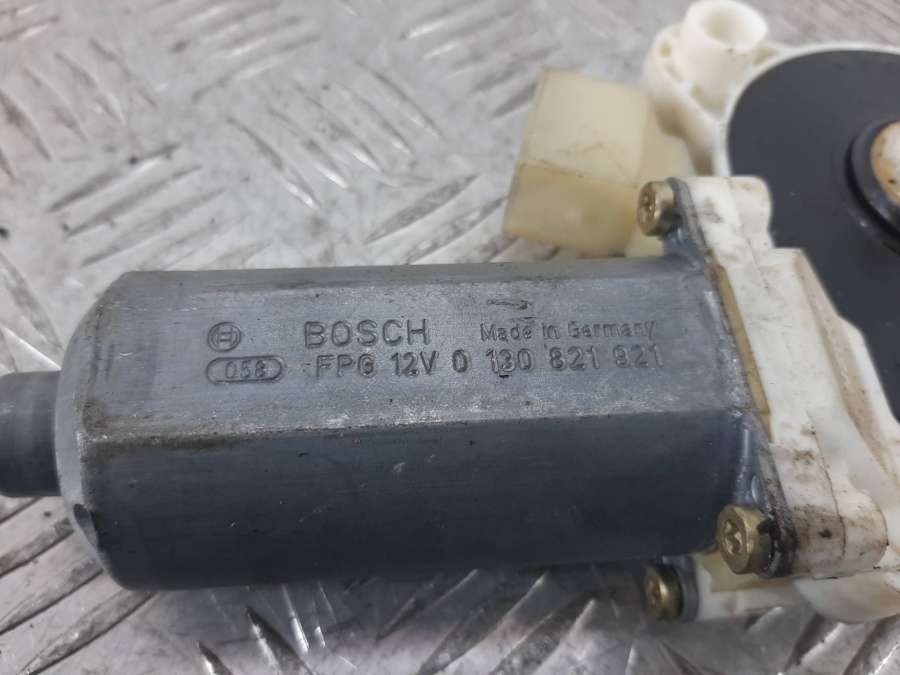 BOSCH Made in Germany
058 FPG 12V 0 130 821 921